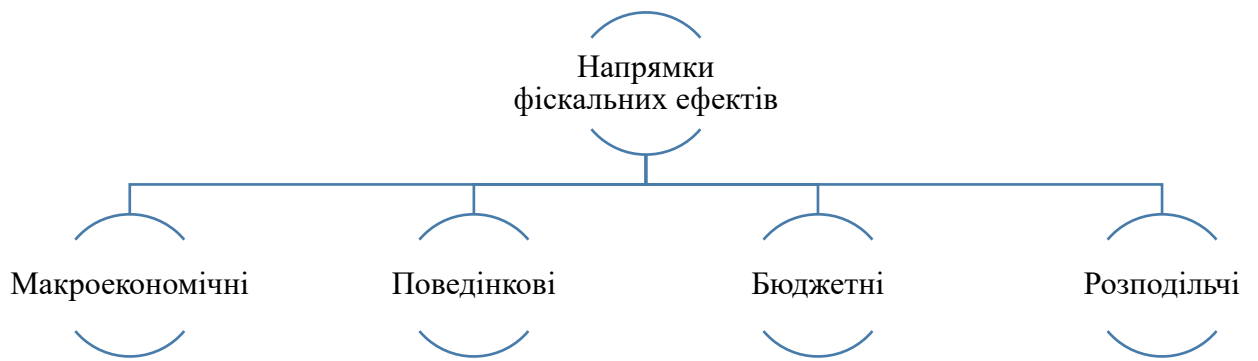 Напрямки
фіскальних ефектів
Макроекономічні
Поведінкові
Бюджетні
Розподільчі